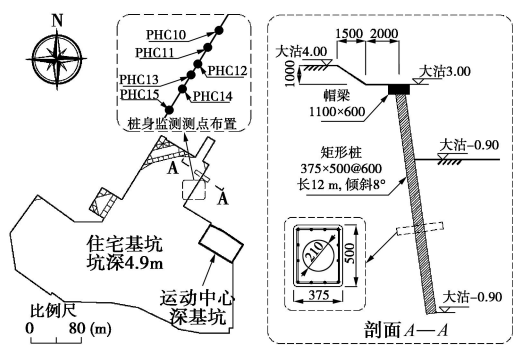 N
PHC10
PHC11
PHC12
PHC13
PHC14
PHC15
桩身监测测点布置
A
A
住宅基坑
坑深4.9m
运动中心
深基坑
比例尺
0 80 (m)
大沽4.00
1500 2000
1000
大沽3.00
帽梁
1100×600
大沽-0.90
矩形桩
375×500@600
长12 m,倾斜8°
210
500
375
大沽-0.90
剖面A—A